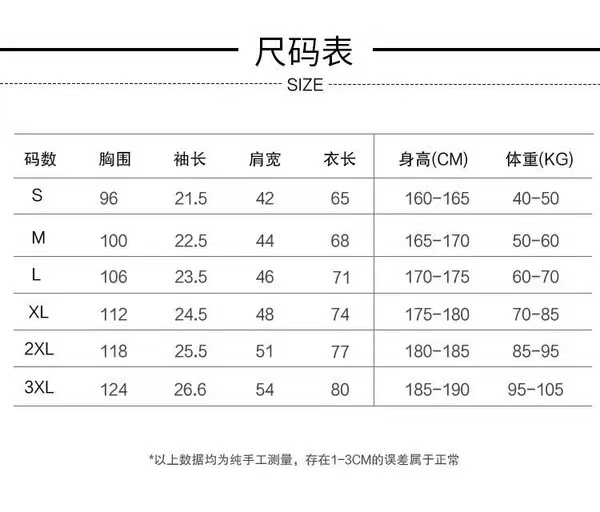 尺码表
SIZE
码数 胸围 袖长 肩宽 衣长 身高(CM) 体重(KG)
S 96 21.5 42 65 160-165 40-50
M 100 22.5 44 68 165-170 50-60
L 106 23.5 46 71 170-175 60-70
XL 112 24.5 48 74 175-180 70-85
2XL 118 25.5 51 77 180-185 85-95
3XL 124 26.6 54 80 185-190 95-105
*以上数据均为纯手工测量，存在1-3CM的误差属于正常